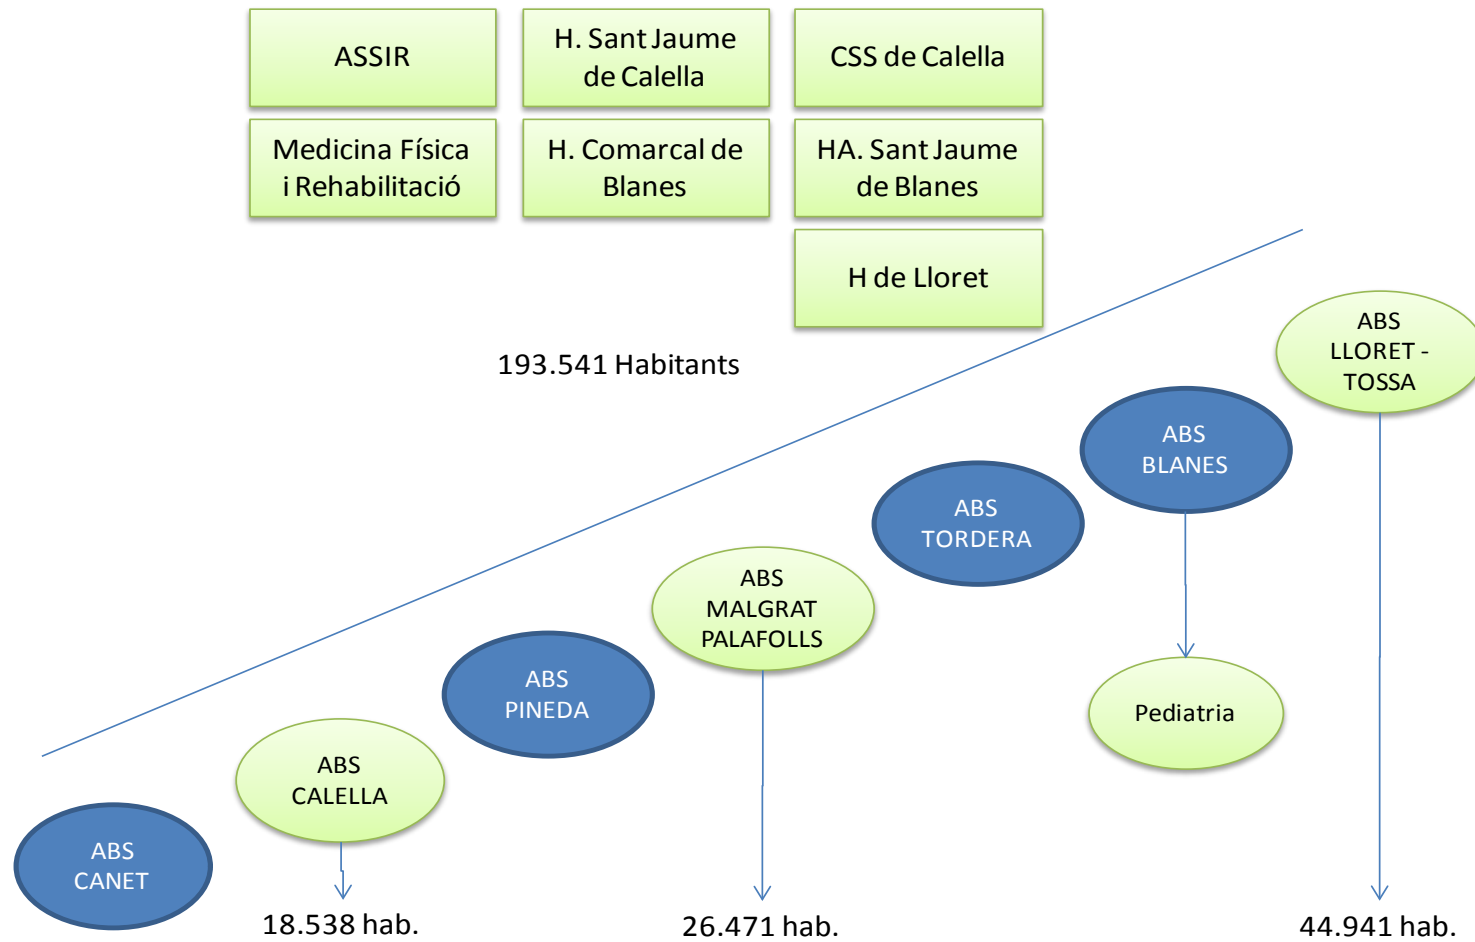 ASSIR
H. Sant Jaume
de Calella
CSS de Calella
Medicina Física
i Rehabilitació
H. Comarcal de
Blanes
HA. Sant Jaume
de Blanes
H de Lloret
193.541 Habitants
ABS
LLORET -
TOSSA
ABS
BLANES
ABS
TORDERA
ABS
MALGRAT
PALAFOLLS
ABS
PINEDA
Pediatria
ABS
CALELLA
ABS
CANET
18.538 hab.
26.471 hab.
44.941 hab.